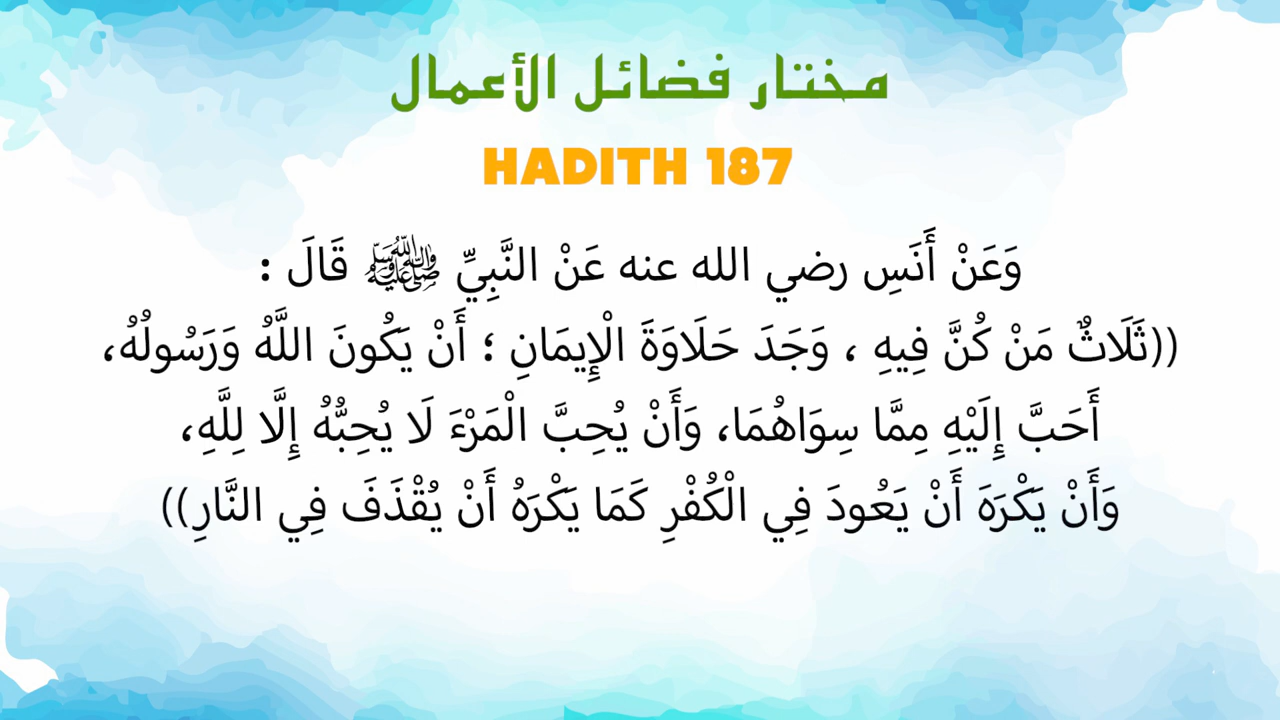 مختار فضائل الأعمال
HADITH 187
وَعَنْ أَنَسِ رضي الله عنه عَنْ النَّبِيِّ ﷺ قَالَ :
((ثَلَاثٌ مَنْ كُنَّ فِيهِ ، وَجَدَ حَلَاوَةَ الْإِيمَانِ ؛ أَنْ يَكُونَ اللَّهُ وَرَسُولُهُ،
أَحَبَّ إِلَيْهِ مِمَّا سِوَاهُمَا، وَأَنْ يُحِبَّ الْمَرْءَ لَا يُحِبُّهُ إِلَّا لِلَّهِ،
وَأَنْ يَكْرَهَ أَنْ يَعُودَ فِي الْكُفْرِ كَمَا يَكْرَهُ أَنْ يُقْذَفَ فِي النَّارِ))